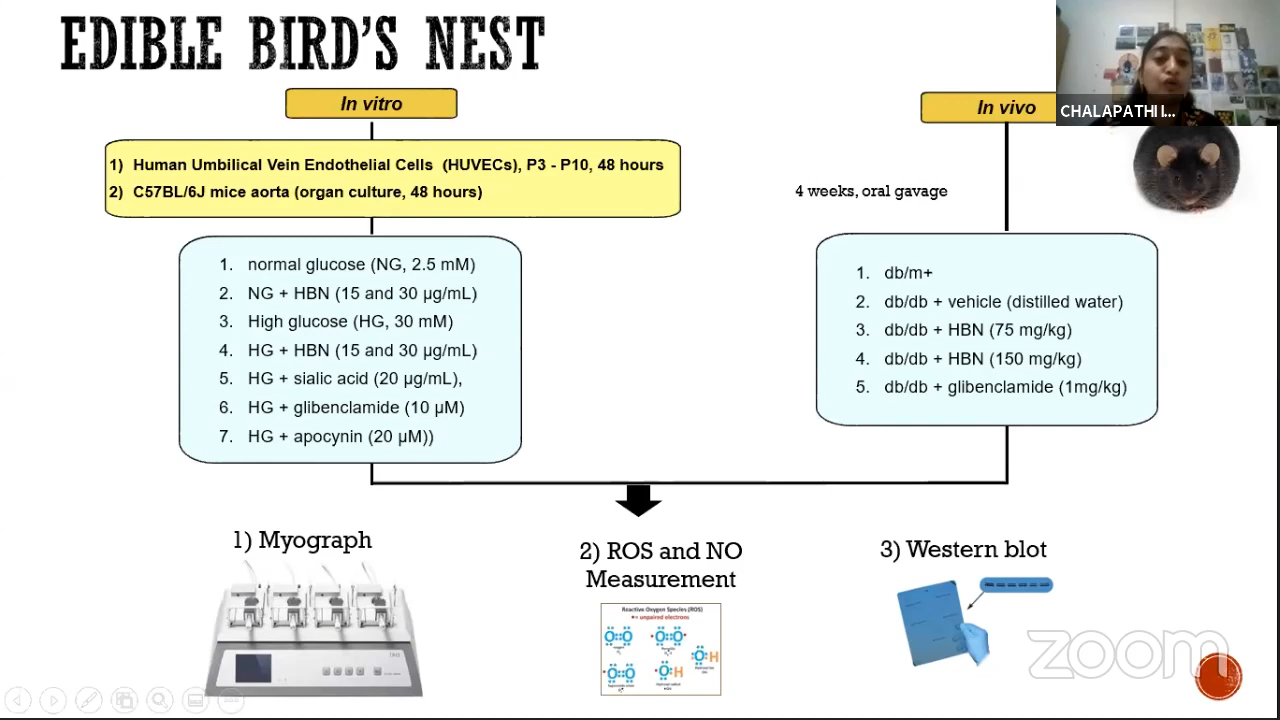 EDIBLE BIRD'S NEST
In vitro
1) Human Umbilical Vein Endothelial Cells (HUVECs), P3 - P10, 48 hours
2) C57BL/6J mice aorta (organ culture, 48 hours)
1. normal glucose (NG, 2.5 mM)
2. NG + HBN (15 and 30 µg/mL)
3. High glucose (HG, 30 mM)
4. HG + HBN (15 and 30 µg/mL)
5. HG + sialic acid (20 µg/mL),
6. HG + glibenclamide (10 µM)
7. HG + apocynin (20 µM))
In vivo
CHALAPATHI I...
4 weeks, oral gavage
1. db/m+
2. db/db + vehicle (distilled water)
3. db/db + HBN (75 mg/kg)
4. db/db + HBN (150 mg/kg)
5. db/db + glibenclamide (1mg/kg)
1) Myograph
2) ROS and NO
Measurement
Reactive Oxygen Species (ROS)
= unpaired electrons
3) Western blot
zoom